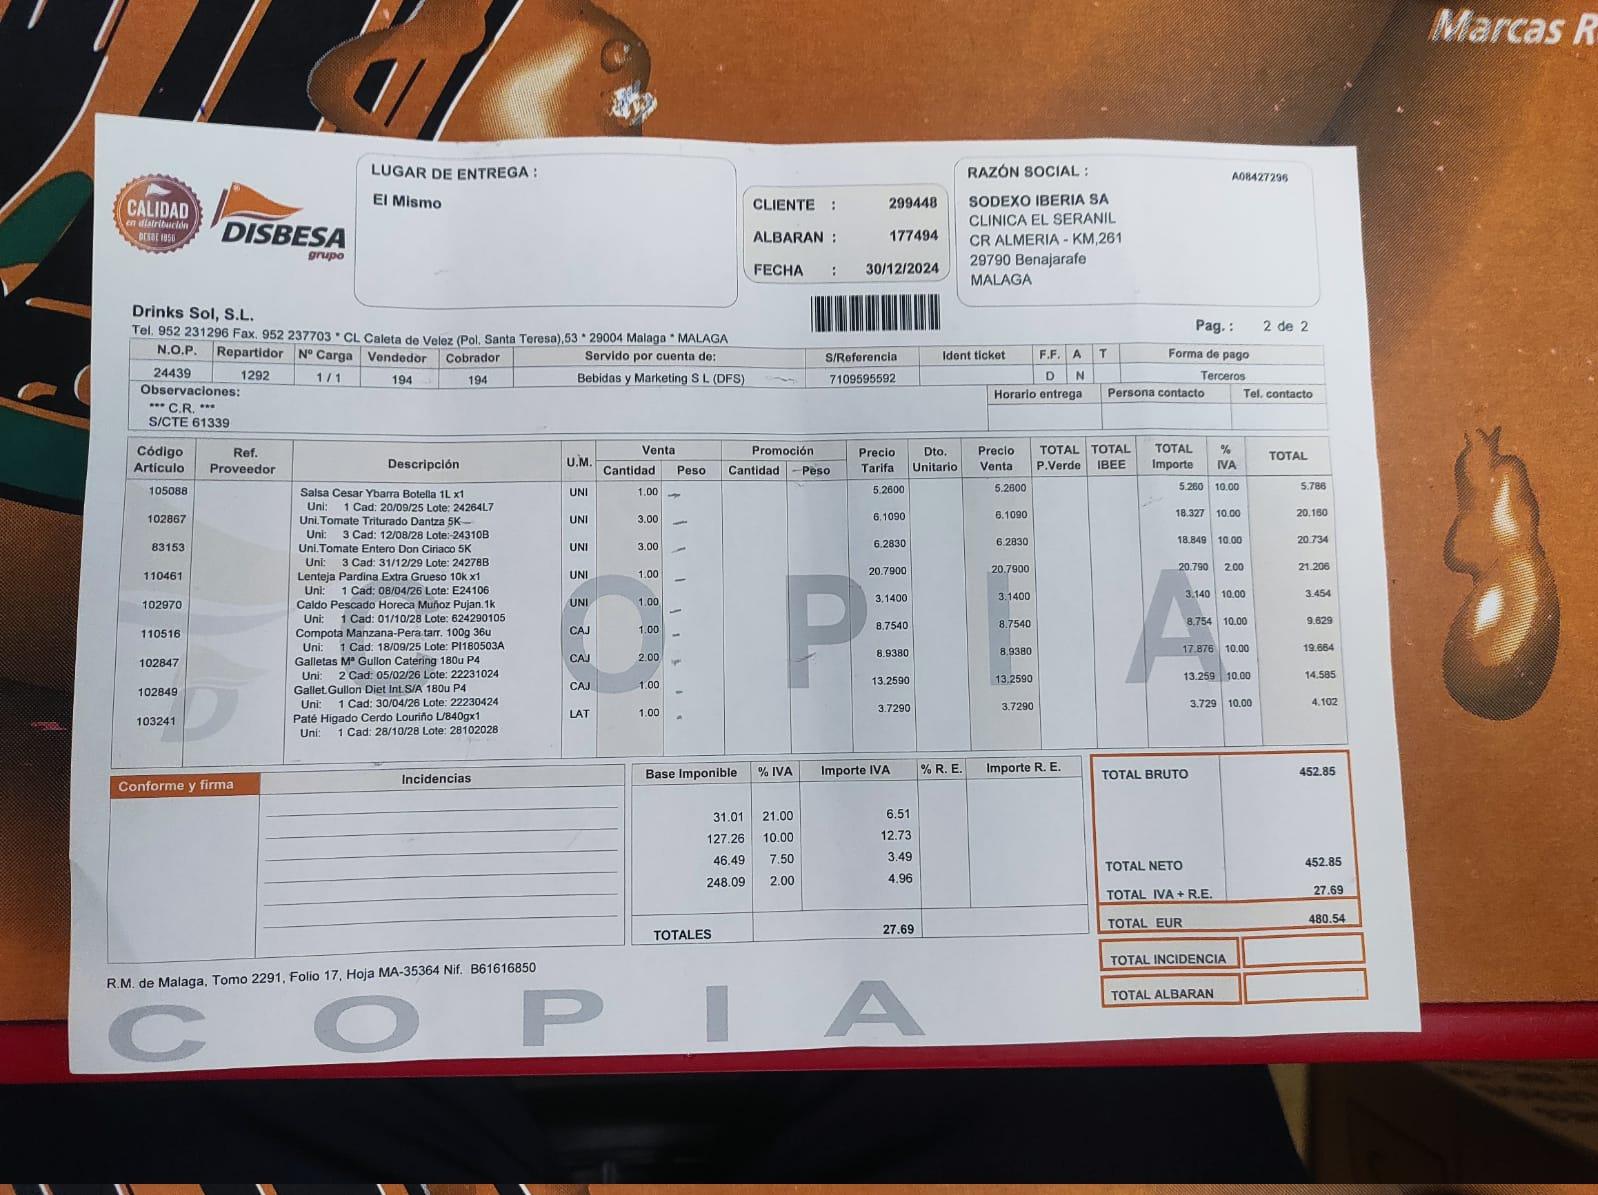 Marcas R
CALIDAD
en distribución
DESDE 1956
DISBESA
grupo
LUGAR DE ENTREGA :
El Mismo
CLIENTE : 299448
ALBARAN : 177494
FECHA : 30/12/2024
RAZÓN SOCIAL : A08427296
SODEXO IBERIA SA
CLINICA EL SERANIL
CR ALMERIA - KM,261
29790 Benajarafe
MALAGA
Drinks Sol, S.L.
Tel. 952 231296 Fax. 952 237703 * CL Caleta de Velez (Pol. Santa Teresa),53 * 29004 Malaga * MALAGA
Pag. : 2 de 2
N.O.P. Repartidor Nº Carga Vendedor Cobrador Servido por cuenta de: S/Referencia Ident ticket F.F. A T Forma de pago
24439 1292 1 / 1 194 194 Bebidas y Marketing S L (DFS) 7109595592 D N Terceros
Observaciones: Horario entrega Persona contacto Tel. contacto
*** C.R. ***
S/CTE 61339
Código Artículo Ref. Proveedor Descripción U.M. Venta Cantidad Peso Promoción Cantidad Peso Precio Tarifa Dto. Unitario Precio Venta TOTAL P.Verde TOTAL IBEE TOTAL Importe % IVA TOTAL
105088 Salsa Cesar Ybarra Botella 1L x1 UNI 1.00 5.2600 5.2600 5.260 10.00 5.786
Uni: 1 Cad: 20/09/25 Lote: 24264L7
102867 Uni.Tomate Triturado Dantza 5K UNI 3.00 6.1090 6.1090 18.327 10.00 20.160
Uni: 3 Cad: 12/08/28 Lote: 24310B
83153 Uni.Tomate Entero Don Ciriaco 5K UNI 3.00 6.2830 6.2830 18.849 10.00 20.734
Uni: 3 Cad: 31/12/29 Lote: 24278B
110461 Lenteja Pardina Extra Grueso 10k x1 UNI 1.00 20.7900 20.7900 20.790 2.00 21.206
Uni: 1 Cad: 08/04/26 Lote: E24106
102970 Caldo Pescado Horeca Muñoz Pujan.1k UNI 1.00 3.1400 3.1400 3.140 10.00 3.454
Uni: 1 Cad: 01/10/28 Lote: 624290105
110516 Compota Manzana-Pera tarr. 100g 36u CAJ 1.00 8.7540 8.7540 8.754 10.00 9.629
Uni: 1 Cad: 18/09/25 Lote: PI180503A
102847 Galletas Mª Gullon Catering 180u P4 CAJ 2.00 8.9380 8.9380 17.876 10.00 19.664
Uni: 2 Cad: 05/02/26 Lote: 22231024
102849 Gallet.Gullon Diet Int.S/A 180u P4 CAJ 1.00 13.2590 13.2590 13.259 10.00 14.585
Uni: 1 Cad: 30/04/26 Lote: 22230424
103241 Paté Higado Cerdo Louriño L/840gx1 LAT 1.00 3.7290 3.7290 3.729 10.00 4.102
Uni: 1 Cad: 28/10/28 Lote: 28102028
COPIA
Conforme y firma Incidencias
Base Imponible % IVA Importe IVA % R. E. Importe R. E.
31.01 21.00 6.51
127.26 10.00 12.73
46.49 7.50 3.49
248.09 2.00 4.96
TOTALES 27.69
TOTAL BRUTO 452.85
TOTAL NETO 452.85
TOTAL IVA + R.E. 27.69
TOTAL EUR 480.54
TOTAL INCIDENCIA
TOTAL ALBARAN
R.M. de Malaga, Tomo 2291, Folio 17, Hoja MA-35364 Nif. B61616850
COPIA